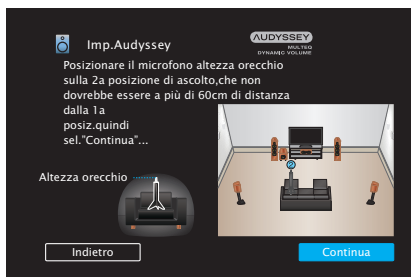 Imp.Audyssey
AUDYSSEY
MULTEQ
DYNAMIC VOLUME
Posizionare il microfono altezza orecchio
sulla 2a posizione di ascolto,che non
dovrebbe essere a più di 60cm di distanza
dalla 1a
posiz.quindi
sel."Continua"...
2
Altezza orecchio
Indietro
Continua